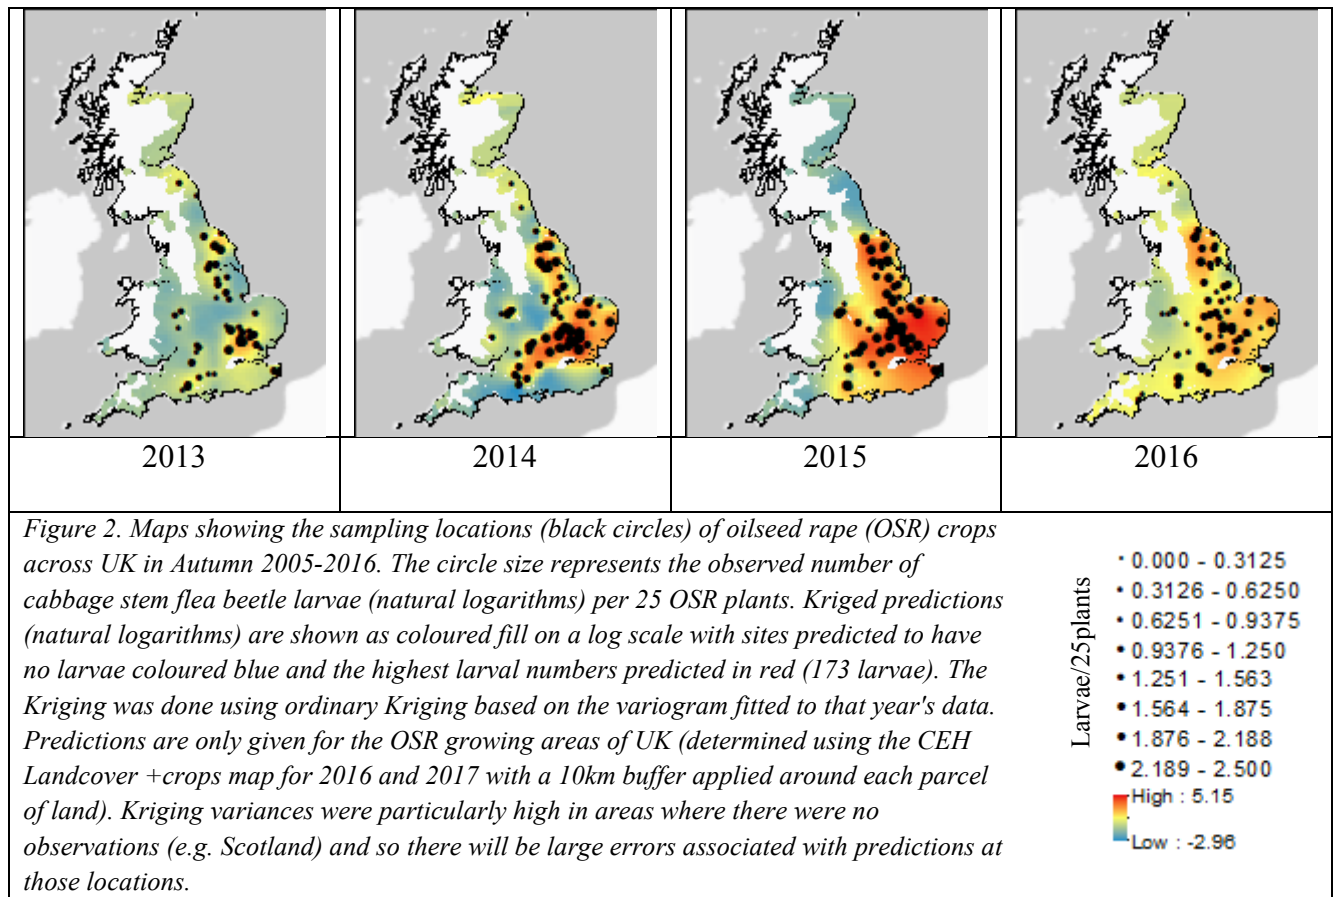 2013
2014
2015
2016
Figure 2. Maps showing the sampling locations (black circles) of oilseed rape (OSR) crops
across UK in Autumn 2005-2016. The circle size represents the observed number of
cabbage stem flea beetle larvae (natural logarithms) per 25 OSR plants. Kriged predictions
(natural logarithms) are shown as coloured fill on a log scale with sites predicted to have
no larvae coloured blue and the highest larval numbers predicted in red (173 larvae). The
Kriging was done using ordinary Kriging based on the variogram fitted to that year's data.
Predictions are only given for the OSR growing areas of UK (determined using the CEH
Landcover +crops map for 2016 and 2017 with a 10km buffer applied around each parcel
of land). Kriging variances were particularly high in areas where there were no
observations (e.g. Scotland) and so there will be large errors associated with predictions at
those locations.
Larvae/25plants
0.000 - 0.3125
0.3126 - 0.6250
0.6251 - 0.9375
0.9376 - 1.250
1.251 - 1.563
1.564 - 1.875
1.876 - 2.188
2.189 - 2.500
High : 5.15
Low : -2.96